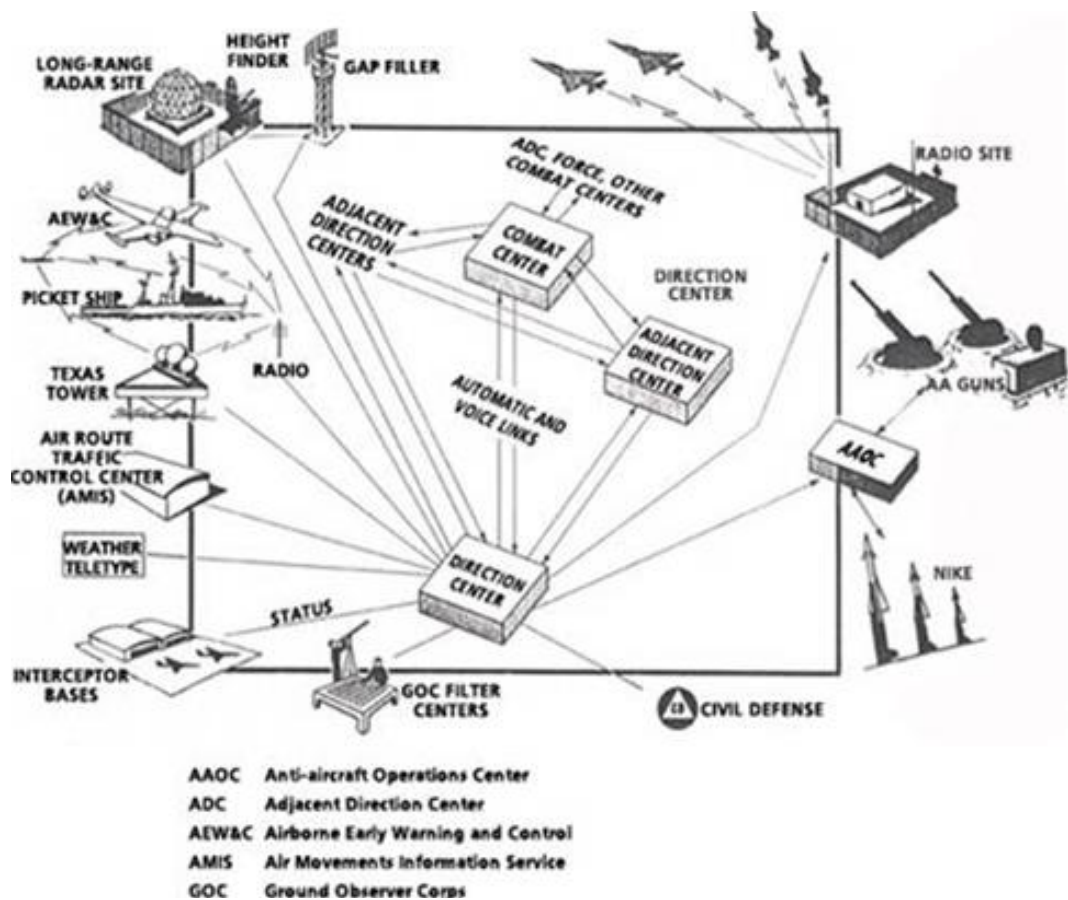 HEIGHT
FINDER
LONG-RANGE
RADAR SITE
GAP FILLER
ADC, FORCE, OTHER
COMBAT CENTERS
RADIO SITE
AEW&C
ADJACENT
DIRECTION
CENTERS
COMBAT
CENTER
DIRECTION
CENTER
PICKET SHIP
ADJACENT
DIRECTION
CENTER
RADIO
TEXAS
TOWER
AUTOMATIC AND
VOICE LINKS
AA GUNS
AIR ROUTE
TRAFFIC
CONTROL CENTER
(AMIS)
AAOC
WEATHER
TELETYPE
DIRECTION
CENTER
NIKE
STATUS
INTERCEPTOR
BASES
GOC FILTER
CENTERS
CD
CIVIL DEFENSE
AAOC Anti-aircraft Operations Center
ADC Adjacent Direction Center
AEW&C Airborne Early Warning and Control
AMIS Air Movements Information Service
GOC Ground Observer Corps